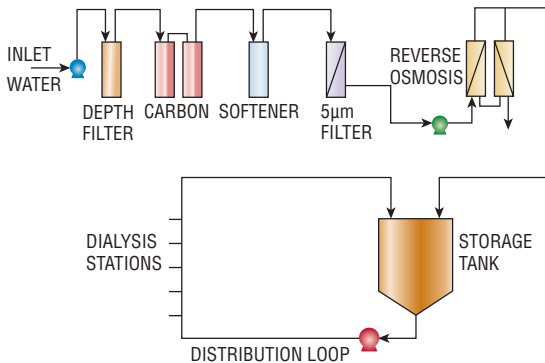 INLET
WATER
DEPTH
FILTER
CARBON
SOFTENER
5µm
FILTER
REVERSE
OSMOSIS
DIALYSIS
STATIONS
STORAGE
TANK
DISTRIBUTION LOOP